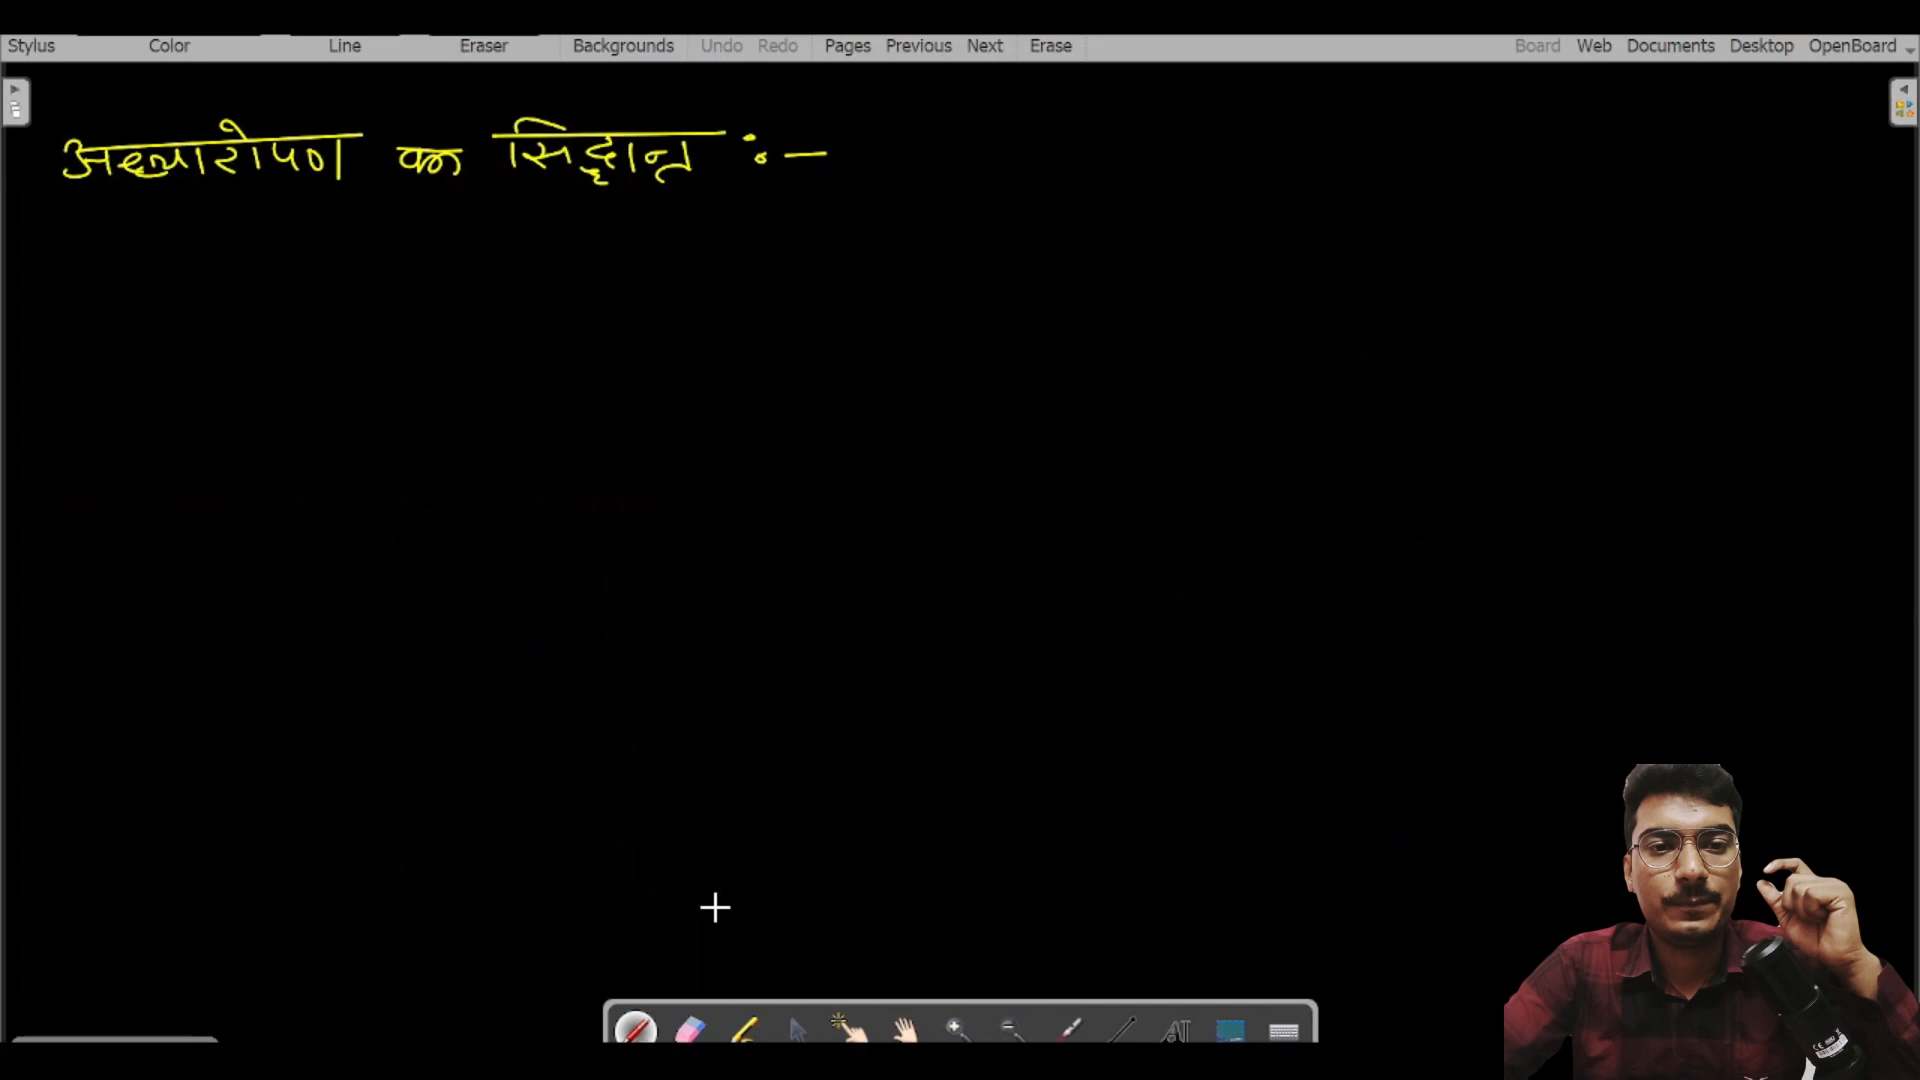 Stylus Color Line Eraser Backgrounds Undo Redo Pages Previous Next Erase Board Web Documents Desktop OpenBoard
अध्यारोपण का सिद्धान्त :-